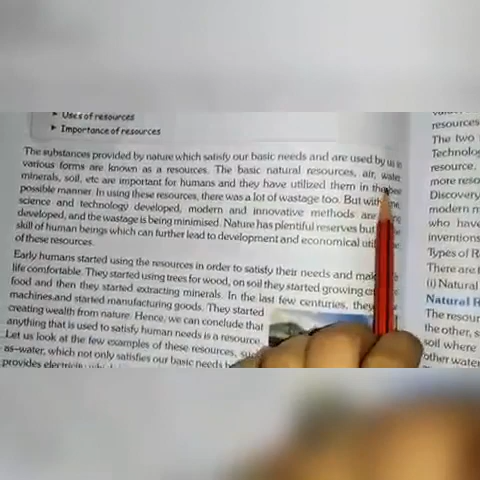 Uses of resources
Importance of resources
The substances provided by nature which satisfy our basic needs and are used by us in
various forms are known as a resources. The basic natural resources, air, water,
minerals, soil, etc are important for humans and they have utilized them in the
possible manner. In using these resources, there was a lot of wastage too. But with
science and technology developed, modern and innovative methods are
developed, and the wastage is being minimised. Nature has plentiful reserves but
skill of human beings which can further lead to development and economical
of these resources.
Early humans started using the resources in order to satisfy their needs and
life comfortable. They started using trees for wood, on soil they started growing
food and then they started extracting minerals. In the last few centuries, they
machines and started manufacturing goods. They started
creating wealth from nature. Hence, we can conclude that
anything that is used to satisfy human needs is a resource.
Let us look at the few examples of these resources,
as-water, which not only satisfies our basic needs
provides
resources
The two
Technolog
resource.
more reso
Discovery
modern m
who have
inventions
Types of R
There are
(i) Natural
Natural R
The resour
the other, s
soil where
other water